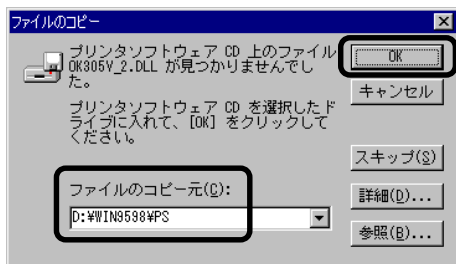 ファイルのコピー
プリンタソフトウェア CD 上のファイル
OK305V_2.DLL が見つかりませんでし
た。
プリンタソフトウェア CD を選択したド
ライブに入れて、[OK] をクリックして
ください。
ファイルのコピー元(C):
D:¥WIN9598¥PS
OK
キャンセル
スキップ(S)
詳細(D)...
参照(B)...